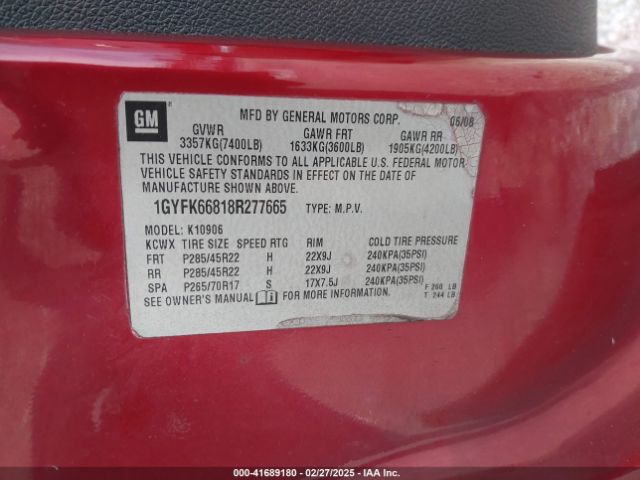 GM
MFD BY GENERAL MOTORS CORP. 06/08
GVWR GAWR FRT GAWR RR
3357KG(7400LB) 1633KG(3600LB) 1905KG(4200LB)
THIS VEHICLE CONFORMS TO ALL APPLICABLE U.S. FEDERAL MOTOR
VEHICLE SAFETY STANDARDS IN EFFECT ON THE DATE OF
MANUFACTURE SHOWN ABOVE.
1GYFK66818R277665 TYPE: M.P.V.
MODEL: K10906
KCWX TIRE SIZE SPEED RTG RIM COLD TIRE PRESSURE
FRT P285/45R22 H 22X9J 240KPA(35PSI)
RR P285/45R22 H 22X9J 240KPA(35PSI)
SPA P265/70R17 S 17X7.5J 240KPA(35PSI)
SEE OWNER'S MANUAL FOR MORE INFORMATION. F 260 LB
T 244 LB
000-41689180 - 02/27/2025 - IAA Inc.